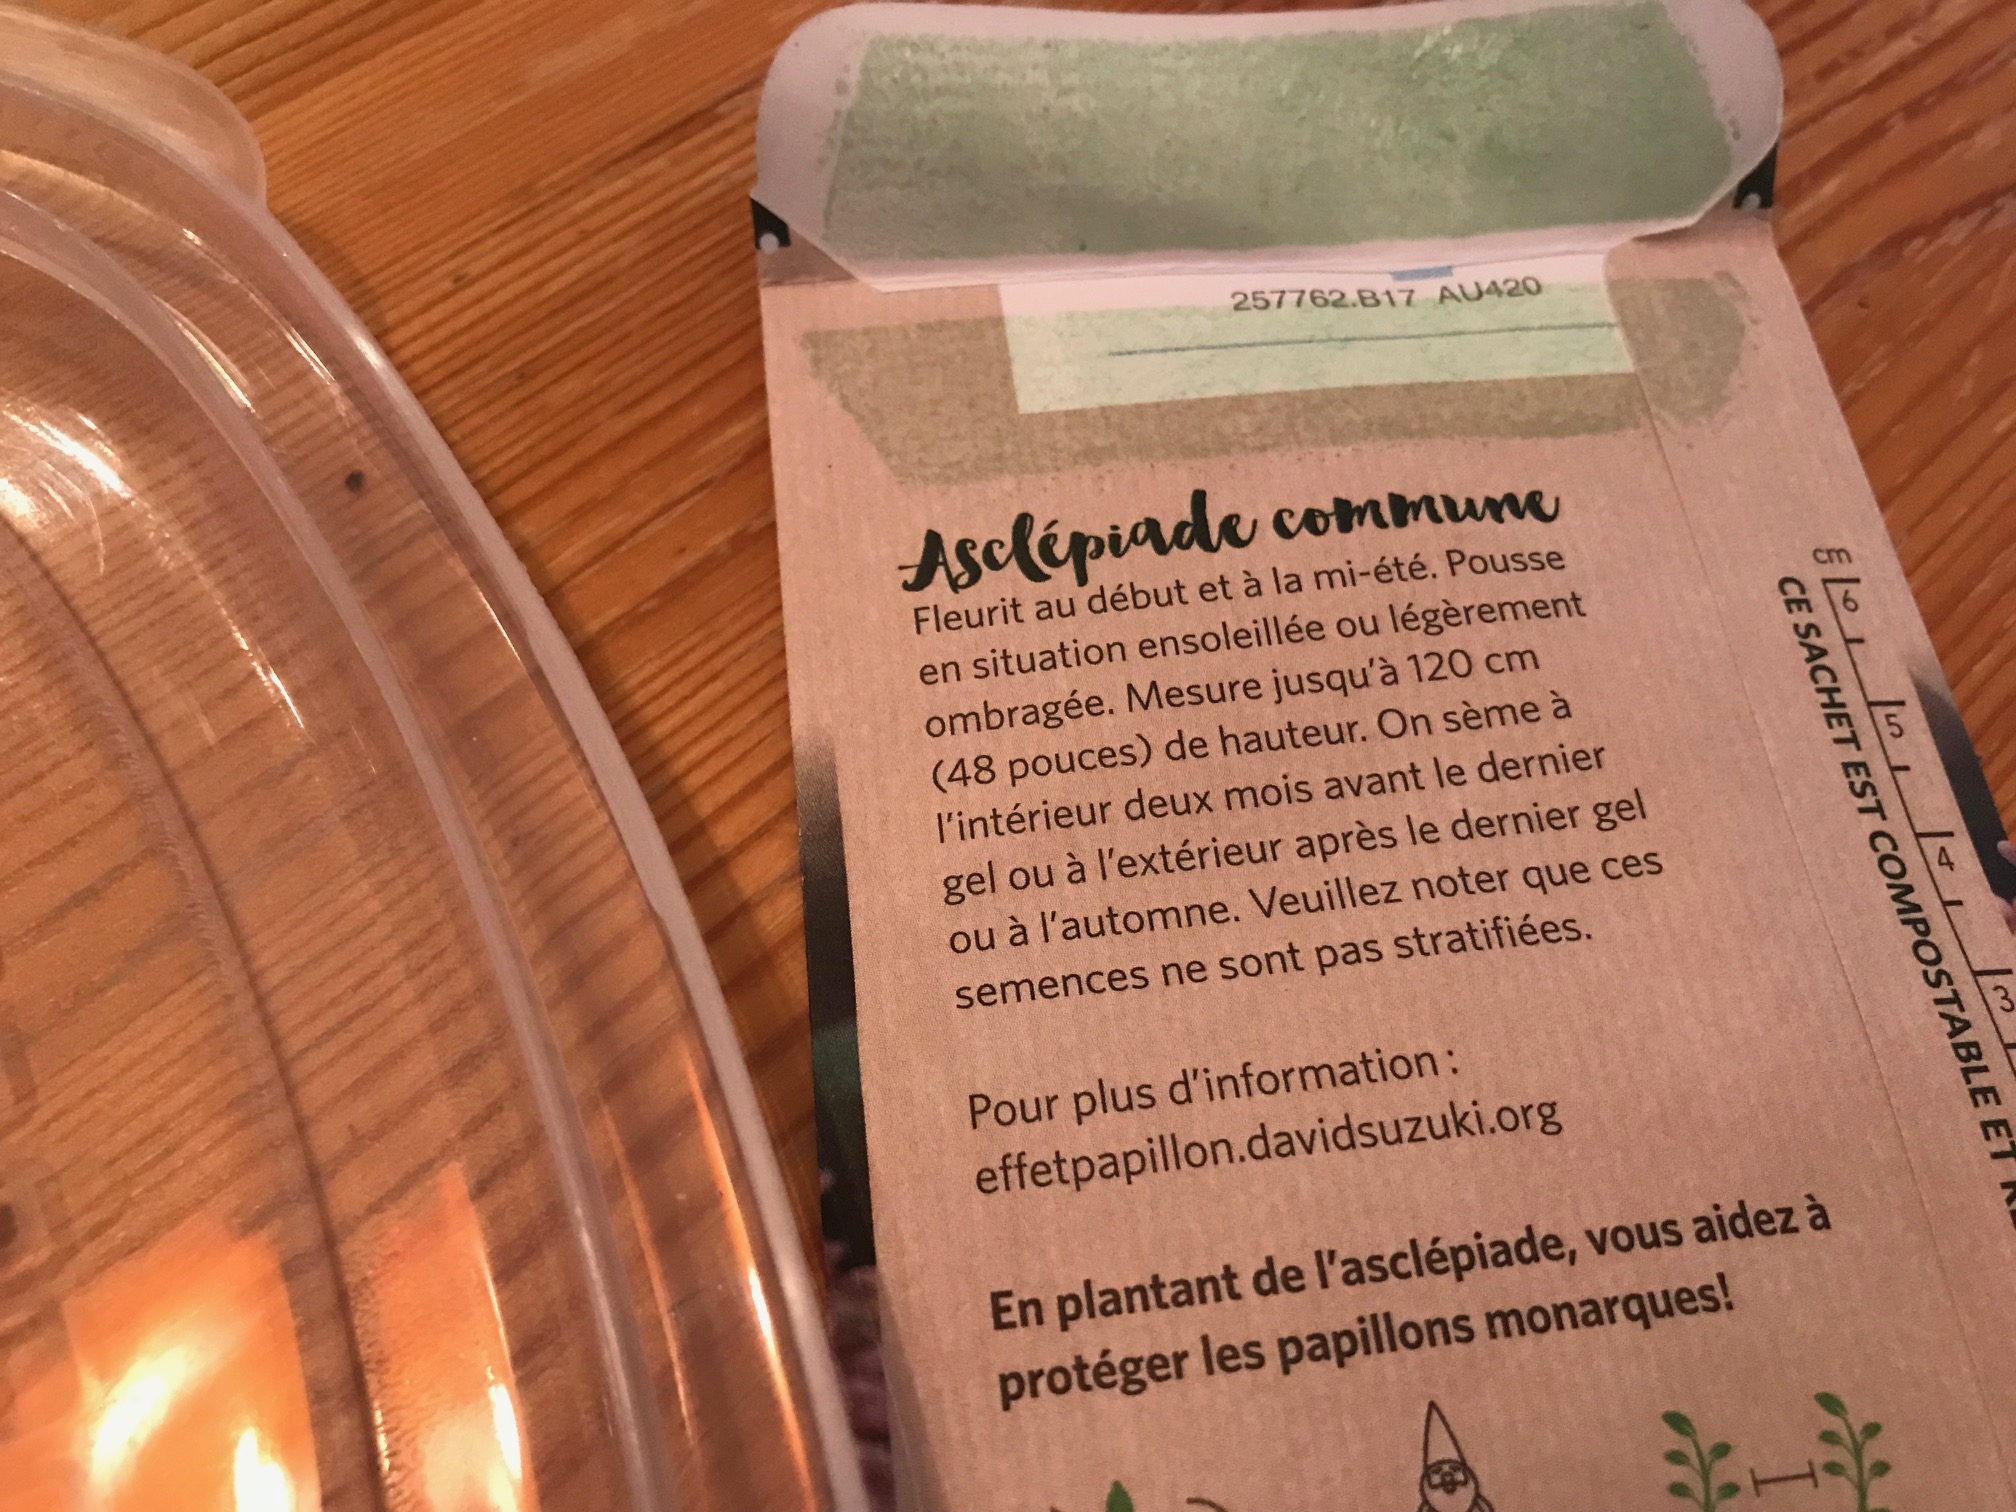 257762.B17 AU420
Asclépiade commune
Fleurit au début et à la mi-été. Pousse
en situation ensoleillée ou légèrement
ombragée. Mesure jusqu'à 120 cm
(48 pouces) de hauteur. On sème à
l'intérieur deux mois avant le dernier
gel ou à l'extérieur après le dernier gel
ou à l'automne. Veuillez noter que ces
semences ne sont pas stratifiées.
Pour plus d'information :
effetpapillon.davidsuzuki.org
En plantant de l'asclépiade, vous aidez à
protéger les papillons monarques!
cm
6
5
4
3
CE SACHET EST COMPOSTABLE ET